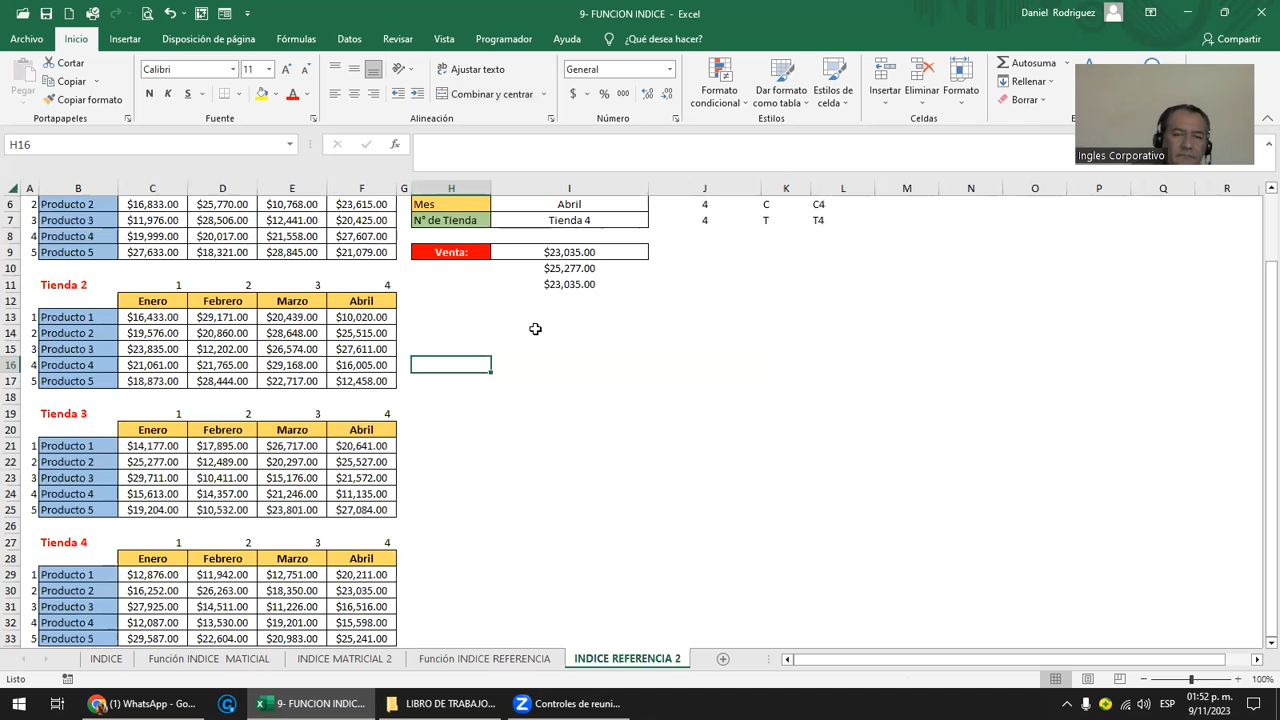 9- FUNCION INDICE - Excel
Daniel Rodriguez
Archivo Inicio Insertar Disposición de página Fórmulas Datos Revisar Vista Programador Ayuda ¿Qué desea hacer? Compartir
Pegar
Cortar
Copiar
Copiar formato
Portapapeles
Calibri 11
N K S
Fuente
Ajustar texto
Combinar y centrar
Alineación
General
$ % 000
Número
Formato condicional
Dar formato como tabla
Estilos de celda
Estilos
Insertar
Eliminar
Formato
Celdas
Autosuma
Rellenar
Borrar
Ingles Corporativo
H16
fx
A B C D E F G H I J K L M N O P Q R
6 2 Producto 2 $16,833.00 $25,770.00 $10,768.00 $23,615.00 Mes Abril 4 C C4
7 3 Producto 3 $11,976.00 $28,506.00 $12,441.00 $20,425.00 N° de Tienda Tienda 4 4 T T4
8 4 Producto 4 $19,999.00 $20,017.00 $21,558.00 $27,607.00
9 5 Producto 5 $27,633.00 $18,321.00 $28,845.00 $21,079.00 Venta: $23,035.00
10 $25,277.00
11 Tienda 2 1 2 3 4 $23,035.00
12 Enero Febrero Marzo Abril
13 1 Producto 1 $16,433.00 $29,171.00 $20,439.00 $10,020.00
14 2 Producto 2 $19,576.00 $20,860.00 $28,648.00 $25,515.00
15 3 Producto 3 $23,835.00 $12,202.00 $26,574.00 $27,611.00
16 4 Producto 4 $21,061.00 $21,765.00 $29,168.00 $16,005.00
17 5 Producto 5 $18,873.00 $28,444.00 $22,717.00 $12,458.00
18
19 Tienda 3 1 2 3 4
20 Enero Febrero Marzo Abril
21 1 Producto 1 $14,177.00 $17,895.00 $26,717.00 $20,641.00
22 2 Producto 2 $25,277.00 $12,489.00 $20,297.00 $25,527.00
23 3 Producto 3 $29,711.00 $10,411.00 $15,176.00 $21,572.00
24 4 Producto 4 $15,613.00 $14,357.00 $21,246.00 $11,135.00
25 5 Producto 5 $19,204.00 $10,532.00 $23,801.00 $27,084.00
26
27 Tienda 4 1 2 3 4
28 Enero Febrero Marzo Abril
29 1 Producto 1 $12,876.00 $11,942.00 $12,751.00 $20,211.00
30 2 Producto 2 $16,252.00 $26,263.00 $18,350.00 $23,035.00
31 3 Producto 3 $27,925.00 $14,511.00 $11,226.00 $16,516.00
32 4 Producto 4 $12,087.00 $13,530.00 $19,201.00 $15,598.00
33 5 Producto 5 $29,587.00 $22,604.00 $20,983.00 $25,241.00
INDICE Función INDICE MATICIAL INDICE MATRICIAL 2 Función INDICE REFERENCIA INDICE REFERENCIA 2
Listo 100%
(1) WhatsApp - Go... 9- FUNCION INDIC... LIBRO DE TRABAJO... Controles de reuni... ESP 01:52 p. m.
9/11/2023